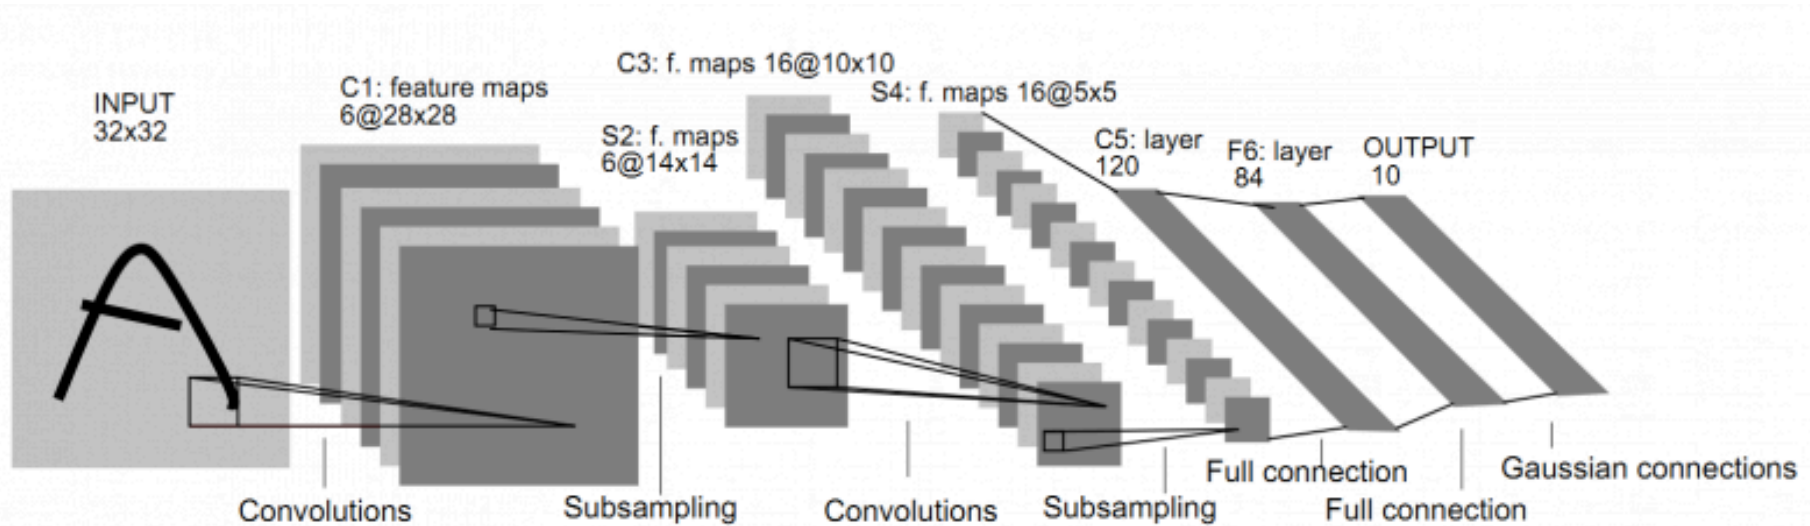 INPUT
32x32
C1: feature maps
6@28x28
S2: f. maps
6@14x14
C3: f. maps 16@10x10
S4: f. maps 16@5x5
C5: layer
120
F6: layer
84
OUTPUT
10
Convolutions
Subsampling
Convolutions
Subsampling
Full connection
Full connection
Gaussian connections